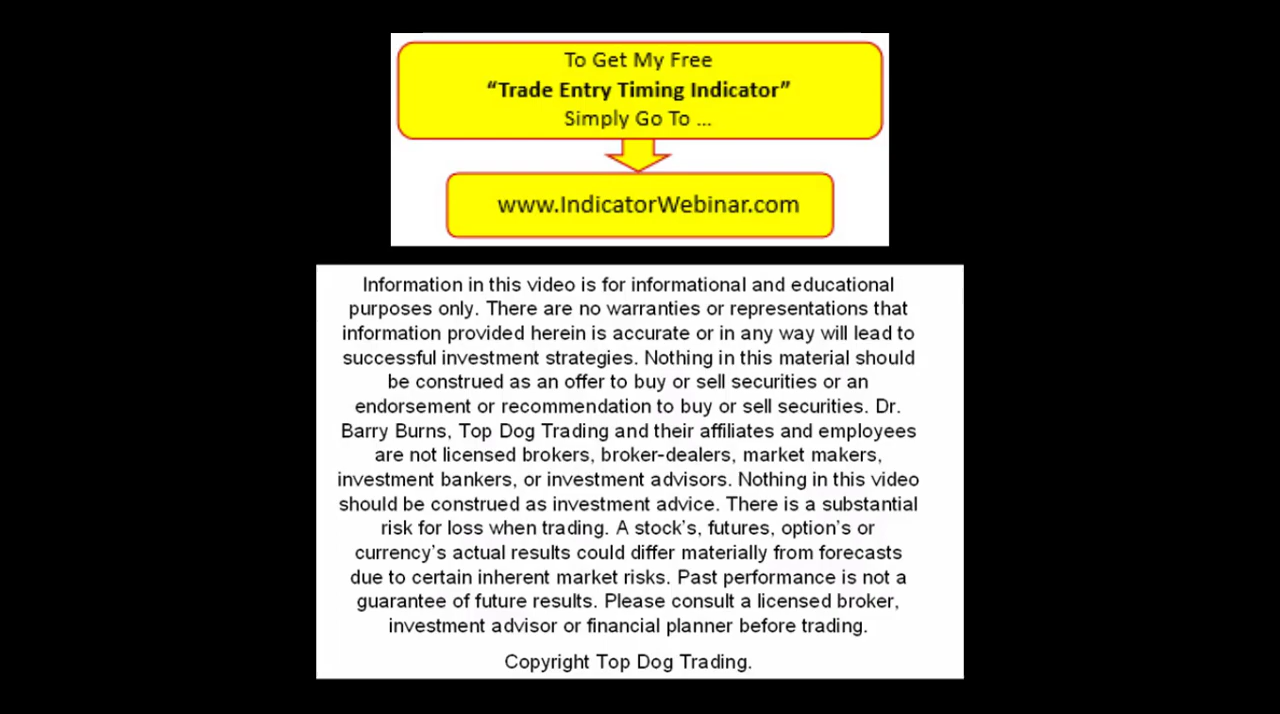 To Get My Free
“Trade Entry Timing Indicator”
Simply Go To ...
www.IndicatorWebinar.com
Information in this video is for informational and educational
purposes only. There are no warranties or representations that
information provided herein is accurate or in any way will lead to
successful investment strategies. Nothing in this material should
be construed as an offer to buy or sell securities or an
endorsement or recommendation to buy or sell securities. Dr.
Barry Burns, Top Dog Trading and their affiliates and employees
are not licensed brokers, broker-dealers, market makers,
investment bankers, or investment advisors. Nothing in this video
should be construed as investment advice. There is a substantial
risk for loss when trading. A stock’s, futures, option’s or
currency’s actual results could differ materially from forecasts
due to certain inherent market risks. Past performance is not a
guarantee of future results. Please consult a licensed broker,
investment advisor or financial planner before trading.
Copyright Top Dog Trading.